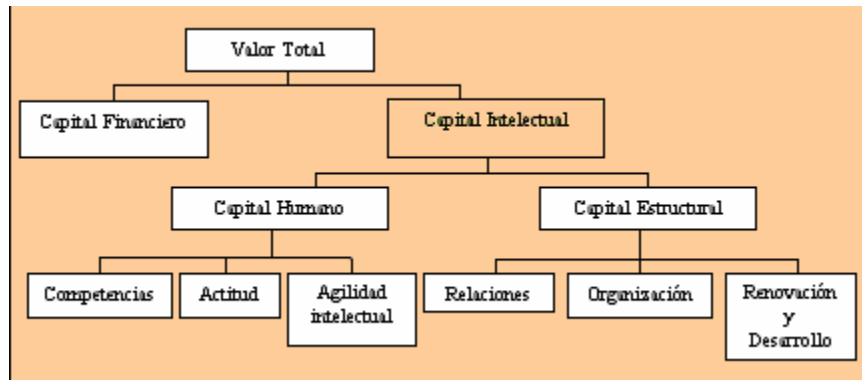 Valor Total
Capital Financiero
Capital Intelectual
Capital Humano
Capital Estructural
Competencias
Actitud
Agilidad
intelectual
Relaciones
Organización
Renovación
y
Desarrollo